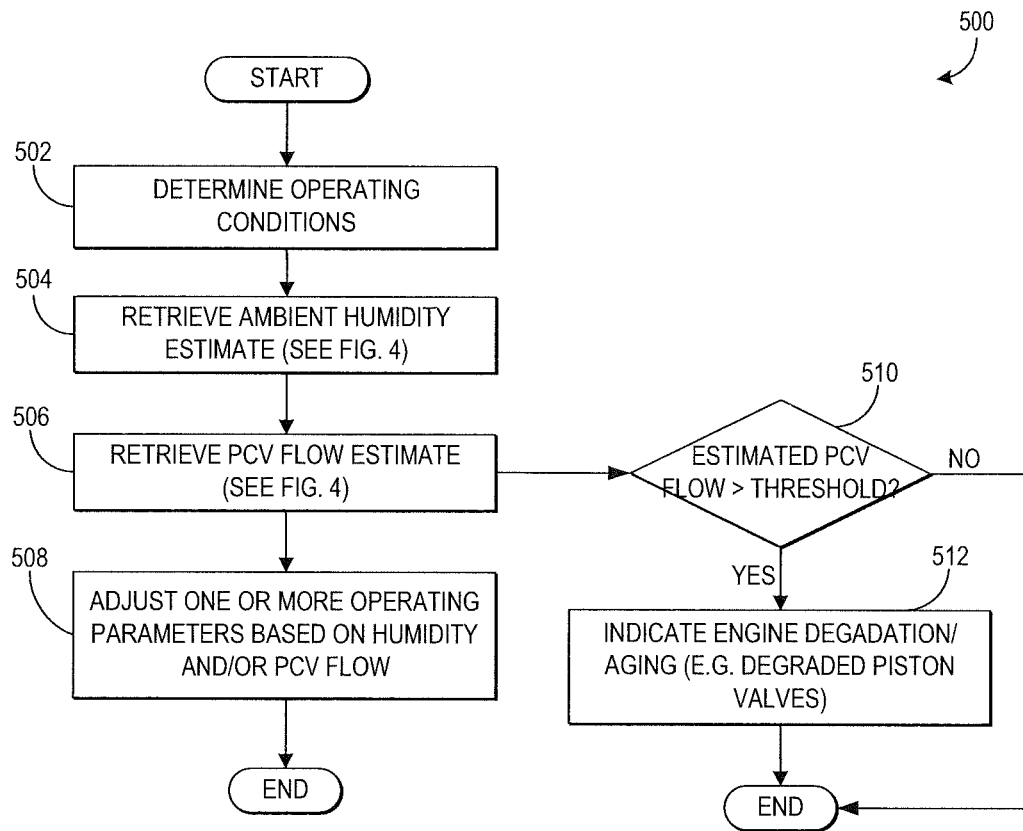 500
START
502
DETERMINE OPERATING
CONDITIONS
504
RETRIEVE AMBIENT HUMIDITY
ESTIMATE (SEE FIG. 4)
506
RETRIEVE PCV FLOW ESTIMATE
(SEE FIG. 4)
508
ADJUST ONE OR MORE OPERATING
PARAMETERS BASED ON HUMIDITY
AND/OR PCV FLOW
END
510
ESTIMATED PCV
FLOW > THRESHOLD?
NO
YES
512
INDICATE ENGINE DEGADATION/
AGING (E.G. DEGRADED PISTON
VALVES)
END